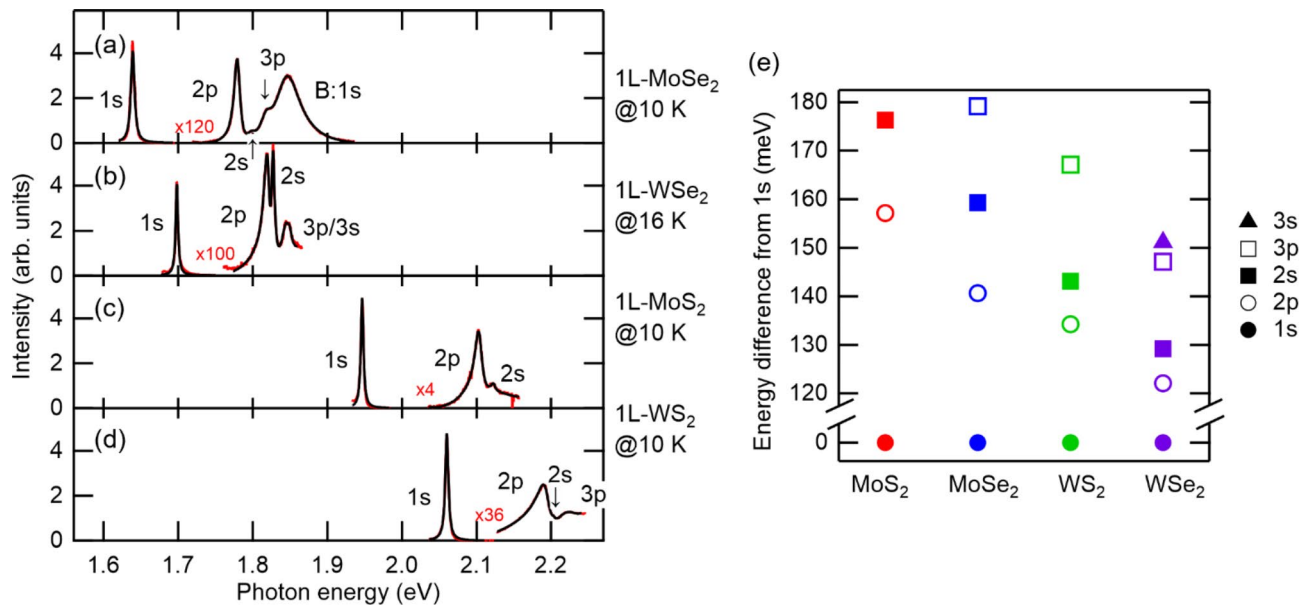 (a)
4
2
0
1s
x120
2p
3p
↓
B:1s
↑
2s
1L-MoSe₂
@10 K
(b)
4
2
0
1s
x100
2p
2s
3p/3s
1L-WSe₂
@16 K
(c)
4
2
0
1s
x4
2p
2s
1L-MoS₂
@10 K
(d)
4
2
0
1s
x36
2p
2s
↓
3p
1L-WS₂
@10 K
Intensity (arb. units)
1.6 1.7 1.8 1.9 2.0 2.1 2.2
Photon energy (eV)
(e)
Energy difference from 1s (meV)
180
170
160
150
140
130
120
0
MoS₂ MoSe₂ WS₂ WSe₂
3s
3p
2s
2p
1s